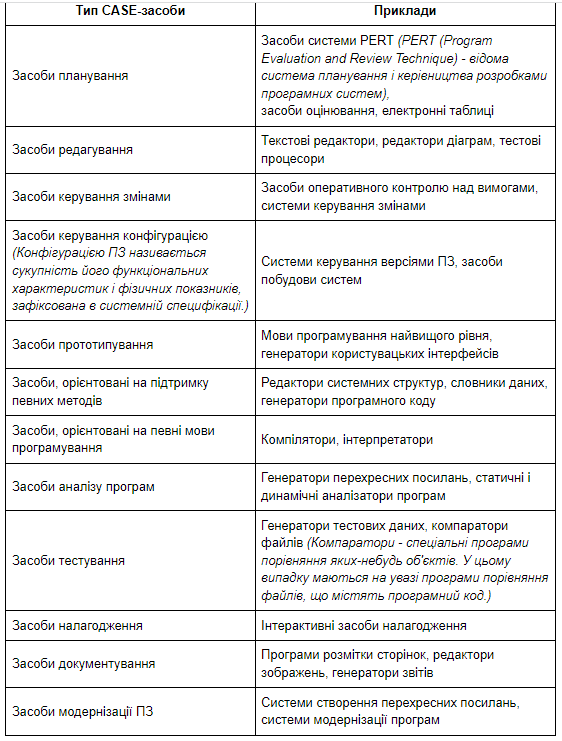 Тип CASE-засоби
Приклади
Засоби планування
Засоби системи PERT (PERT (Program
Evaluation and Review Technique) - відома
система планування і керівництва розробками
програмних систем),
засоби оцінювання, електронні таблиці
Засоби редагування
Текстові редактори, редактори діаграм, тестові
процесори
Засоби керування змінами
Засоби оперативного контролю над вимогами,
системи керування змінами
Засоби керування конфігурацією
(Конфігурацією ПЗ називається
сукупність його функціональних
характеристик і фізичних показників,
зафіксована в системній специфікації.)
Системи керування версіями ПЗ, засоби
побудови систем
Засоби прототипування
Мови програмування найвищого рівня,
генератори користувацьких інтерфейсів
Засоби, орієнтовані на підтримку
певних методів
Редактори системних структур, словники даних,
генератори програмного коду
Засоби, орієнтовані на певні мови
програмування
Компілятори, інтерпретатори
Засоби аналізу програм
Генератори перехресних посилань, статичні і
динамічні аналізатори програм
Засоби тестування
Генератори тестових даних, компаратори
файлів (Компаратори - спеціальні програми
порівняння яких-небудь об'єктів. У цьому
випадку маються на увазі програми порівняння
файлів, що містять програмний код.)
Засоби налагодження
Інтерактивні засоби налагодження
Засоби документування
Програми розмітки сторінок, редактори
зображень, генератори звітів
Засоби модернізації ПЗ
Системи створення перехресних посилань,
системи модернізації програм